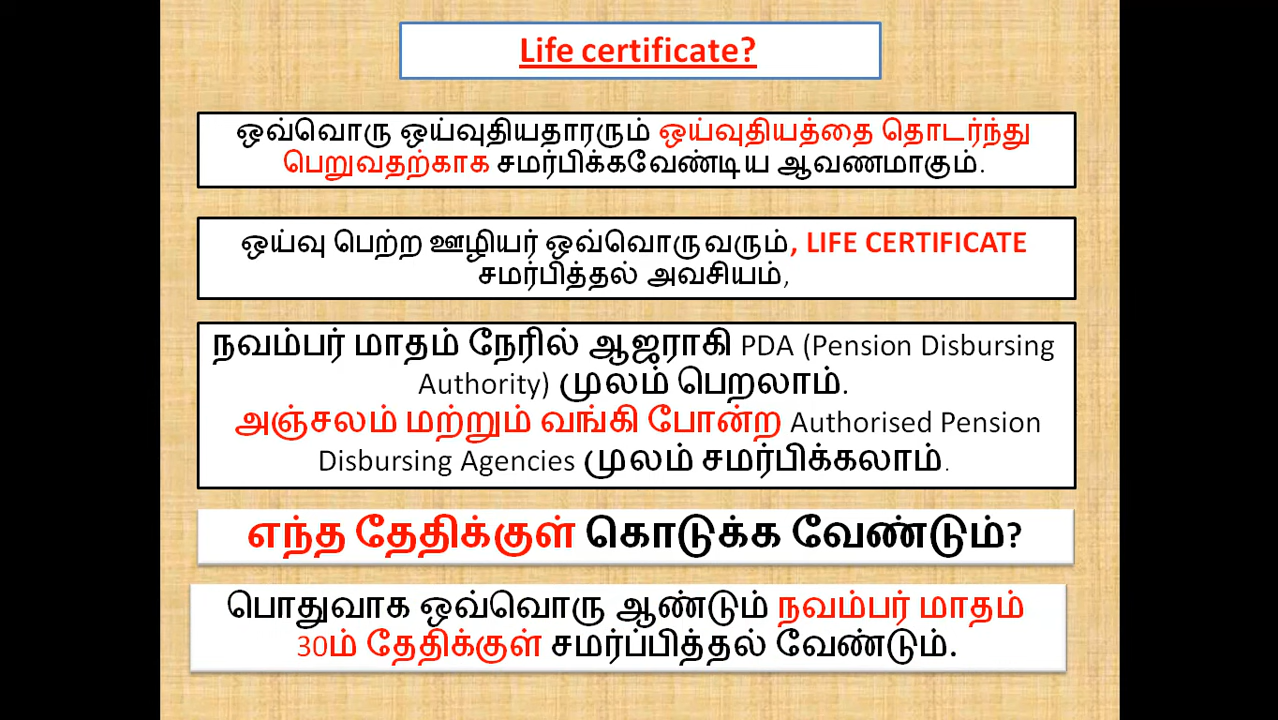 Life certificate?
ஒவ்வொரு ஒய்வுதியதாரரும் ஒய்வுதியத்தை தொடர்ந்து
பெறுவதற்காக சமர்பிக்கவேண்டிய ஆவணமாகும்.
ஒய்வு பெற்ற ஊழியர் ஒவ்வொருவரும், LIFE CERTIFICATE
சமர்பித்தல் அவசியம்,
நவம்பர் மாதம் நேரில் ஆஜராகி PDA (Pension Disbursing
Authority) முலம் பெறலாம்.
அஞ்சலம் மற்றும் வங்கி போன்ற Authorised Pension
Disbursing Agencies முலம் சமர்பிக்கலாம்.
எந்த தேதிக்குள் கொடுக்க வேண்டும்?
பொதுவாக ஒவ்வொரு ஆண்டும் நவம்பர் மாதம்
30ம் தேதிக்குள் சமர்ப்பித்தல் வேண்டும்.